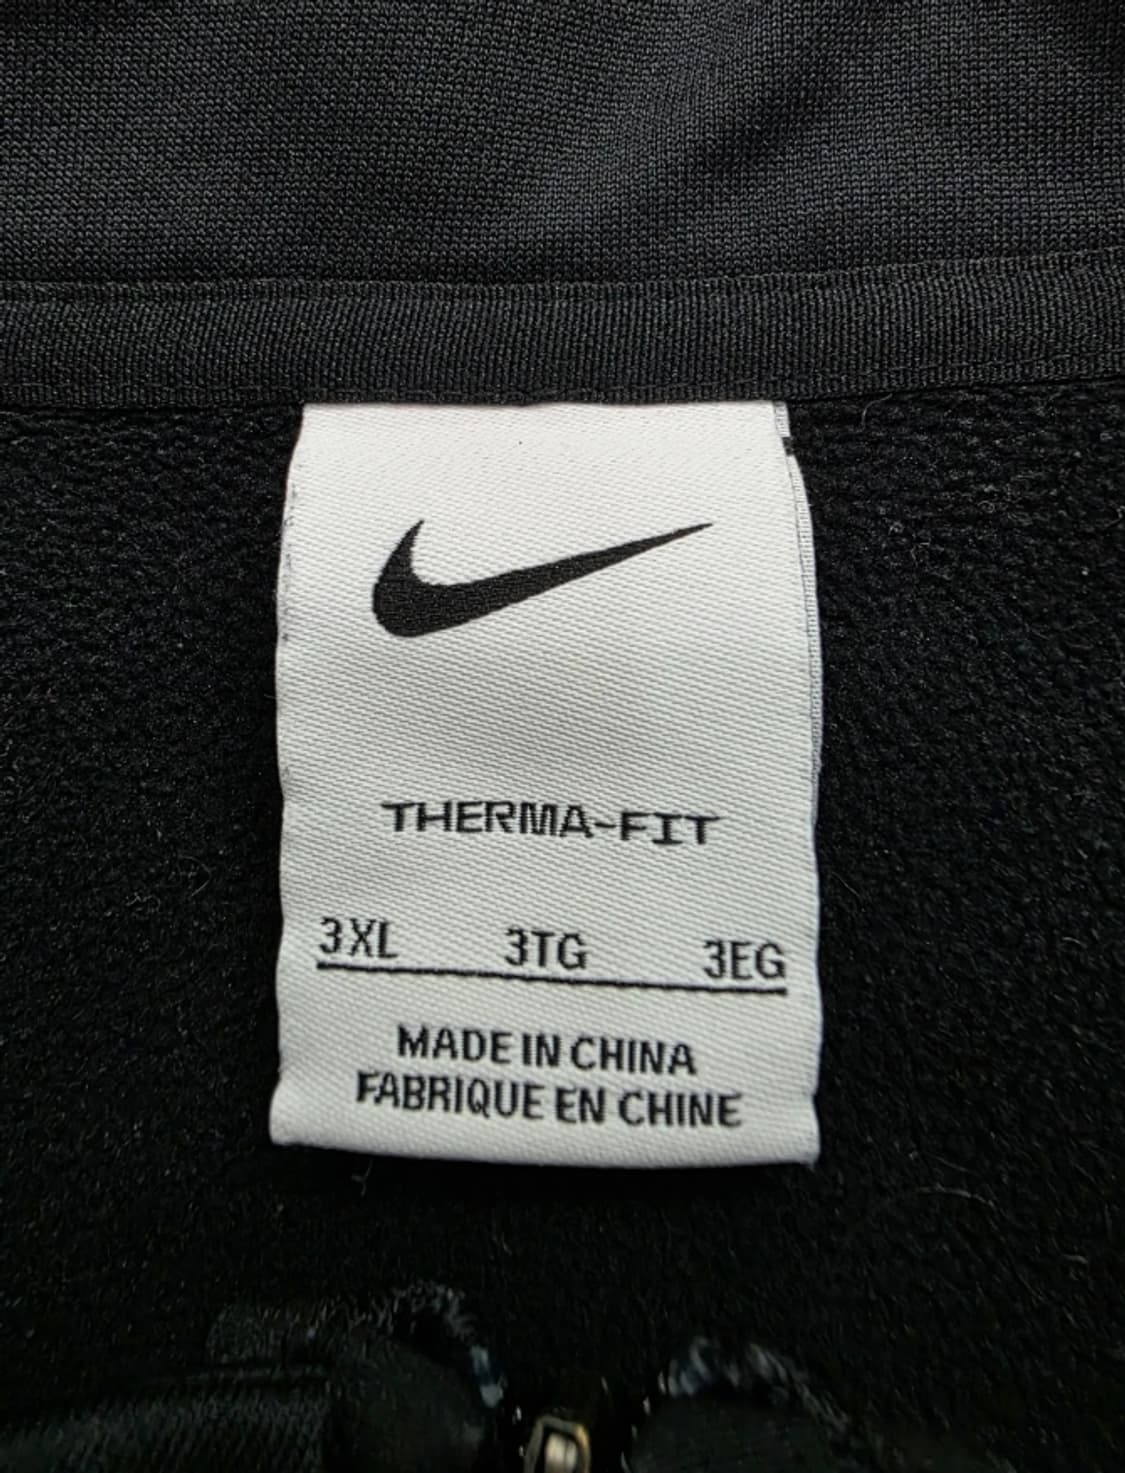 THERMA-FIT
3XL 3TG 3EG
MADE IN CHINA
FABRIQUE EN CHINE